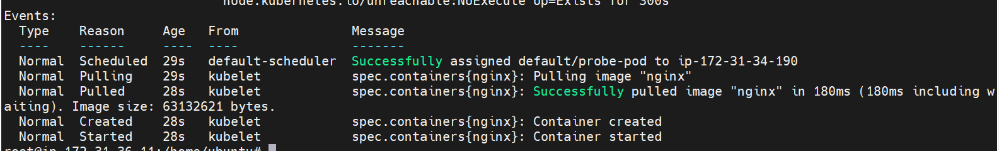 node.kubernetes.io/unreachable:NoExecute op=Exists for 300s
Events:
  Type    Reason     Age   From               Message
  ----    ------     ----  ----               -------
  Normal  Scheduled  29s   default-scheduler  Successfully assigned default/probe-pod to ip-172-31-34-190
  Normal  Pulling    29s   kubelet            spec.containers{nginx}: Pulling image "nginx"
  Normal  Pulled     28s   kubelet            spec.containers{nginx}: Successfully pulled image "nginx" in 180ms (180ms including w
aiting). Image size: 63132621 bytes.
  Normal  Created    28s   kubelet            spec.containers{nginx}: Container created
  Normal  Started    28s   kubelet            spec.containers{nginx}: Container started
root@ip-172-31-36-11:/home/ubuntu#